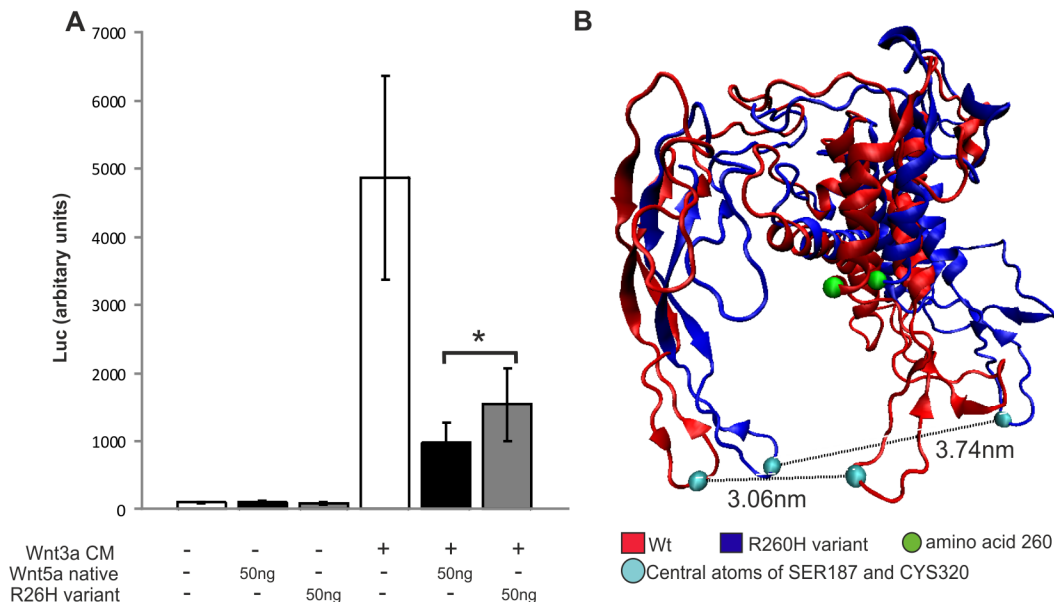 A
Luc (arbitary units)
7000
6000
5000
4000
3000
2000
1000
0
*
Wnt3a CM - - - + + +
Wnt5a native - 50ng - - 50ng -
R26H variant - - 50ng - - 50ng
B
3.74nm
3.06nm
Wt R260H variant amino acid 260
Central atoms of SER187 and CYS320